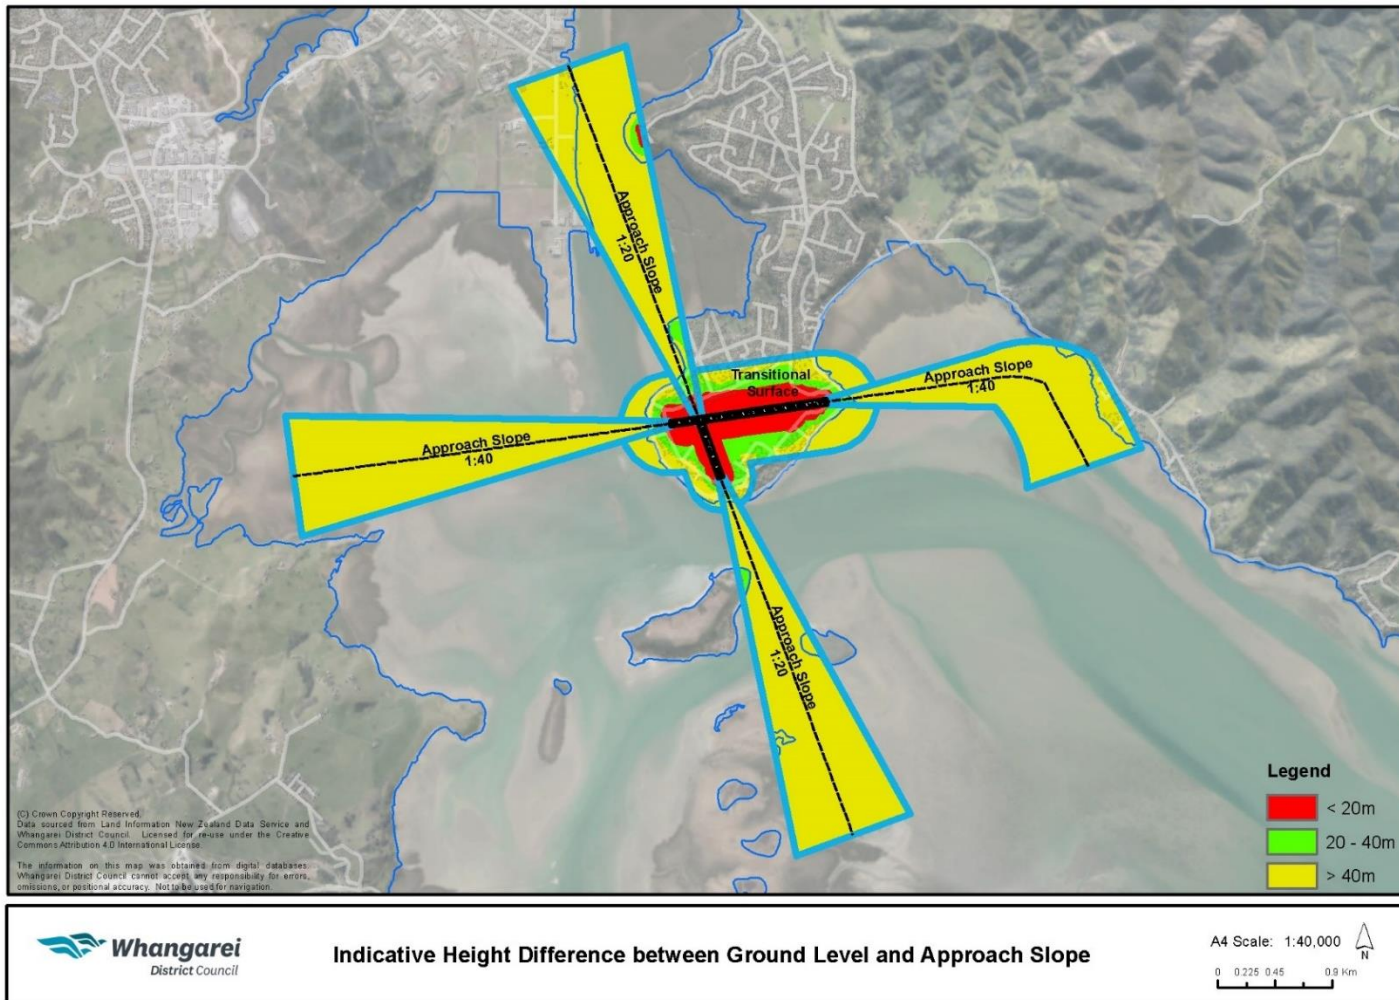 Approach Slope
1:20
Transitional
Surface
Approach Slope
1:40
Approach Slope
1:40
Approach Slope
1:20
Legend
< 20m
20 - 40m
> 40m
(C) Crown Copyright Reserved.
Data sourced from Land Information New Zealand Data Service and
Whangarei District Council. Licensed for re-use under the Creative
Commons Attribution 4.0 International License.
The information on this map was obtained from digital databases.
Whangarei District Council cannot accept any responsibility for errors,
omissions, or positional accuracy. Not to be used for navigation.
Whangarei
District Council
Indicative Height Difference between Ground Level and Approach Slope
A4 Scale: 1:40,000
N
0 0.225 0.45 0.9 Km